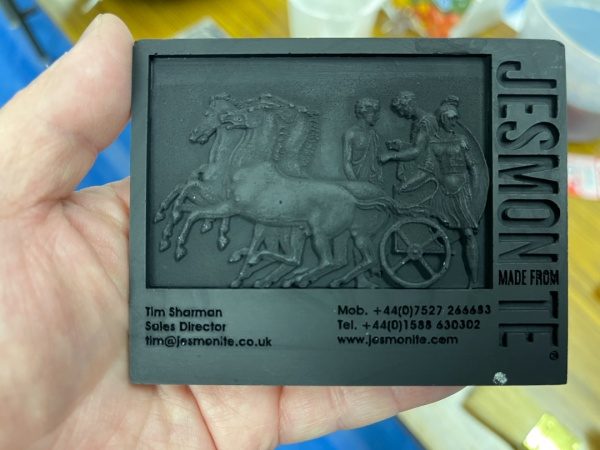 JESMONITE®
MADE FROM
Tim Sharman
Sales Director
tim@jesmonite.co.uk
Mob. +44(0)7527 266683
Tel. +44(0)1588 630302
www.jesmonite.com